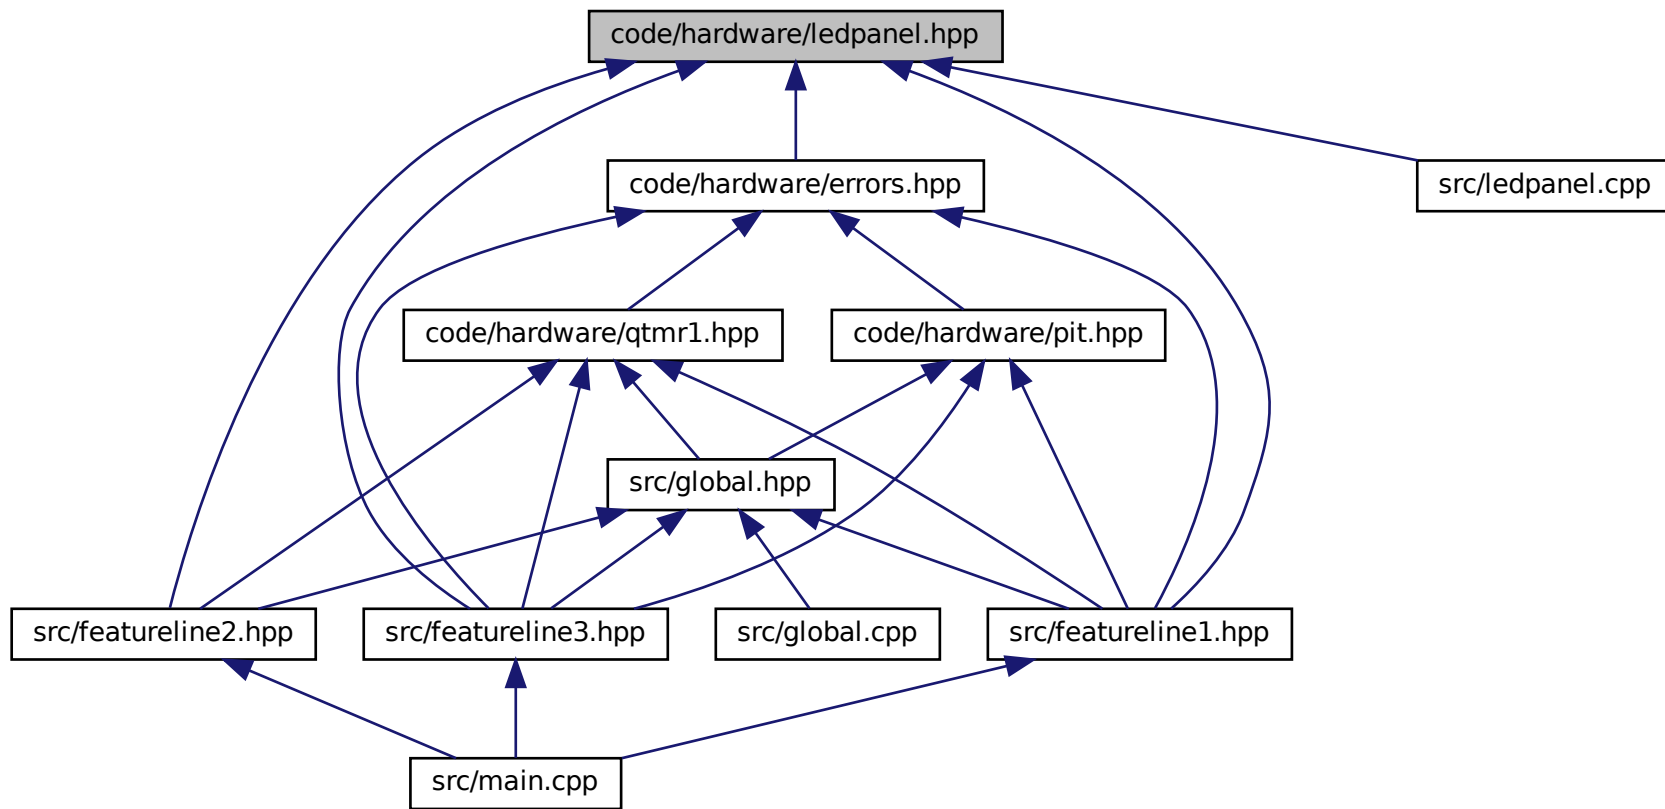 code/hardware/ledpanel.hpp
code/hardware/errors.hpp
src/ledpanel.cpp
code/hardware/qtmr1.hpp
code/hardware/pit.hpp
src/global.hpp
src/featureline2.hpp
src/featureline3.hpp
src/global.cpp
src/featureline1.hpp
src/main.cpp